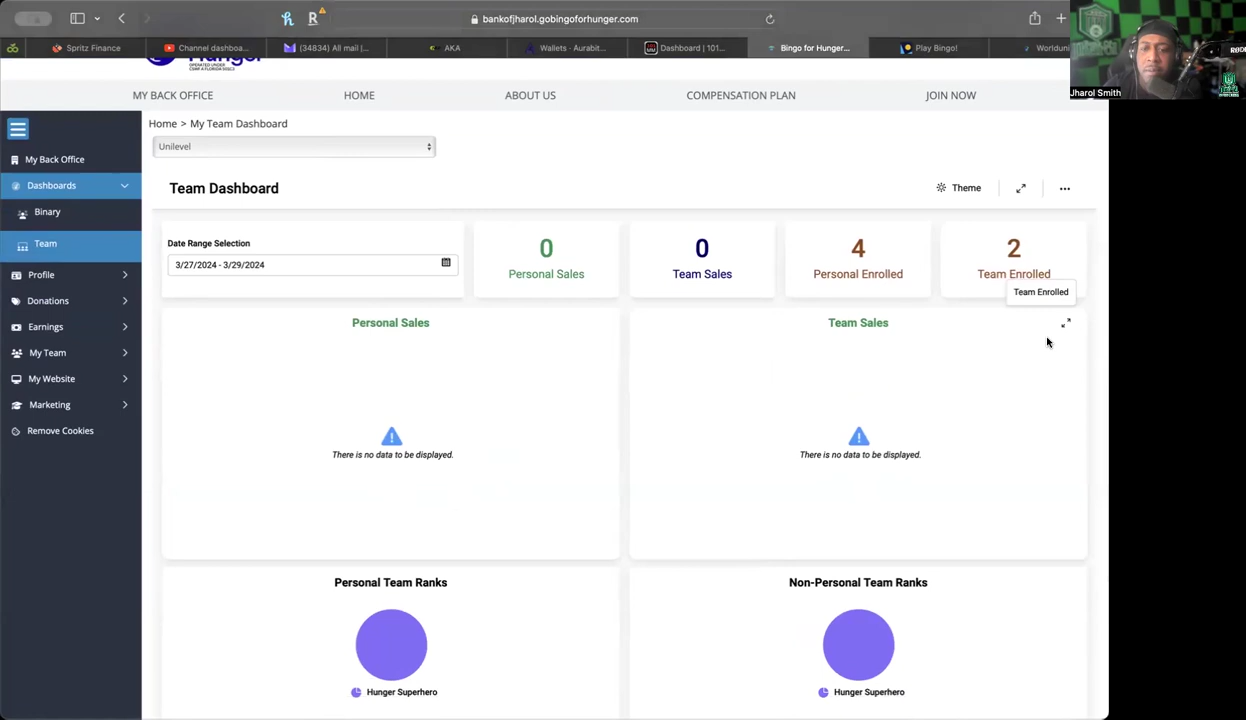 bankofjharol.gobingoforhunger.com
Spritz Finance
Channel dashboa...
(34834) All mail |...
AKA
Wallets · Aurabit...
Dashboard | 101...
Bingo for Hunger...
Play Bingo!
Worlduni
Jharol Smith
Hunger
MY BACK OFFICE
HOME
ABOUT US
COMPENSATION PLAN
JOIN NOW
Home > My Team Dashboard
Unilevel
My Back Office
Dashboards
Binary
Team
Profile
Donations
Earnings
My Team
My Website
Marketing
Remove Cookies
Team Dashboard
Theme
Date Range Selection
3/27/2024 - 3/29/2024
0
Personal Sales
0
Team Sales
4
Personal Enrolled
2
Team Enrolled
Team Enrolled
Personal Sales
There is no data to be displayed.
Team Sales
There is no data to be displayed.
Personal Team Ranks
Hunger Superhero
Non-Personal Team Ranks
Hunger Superhero